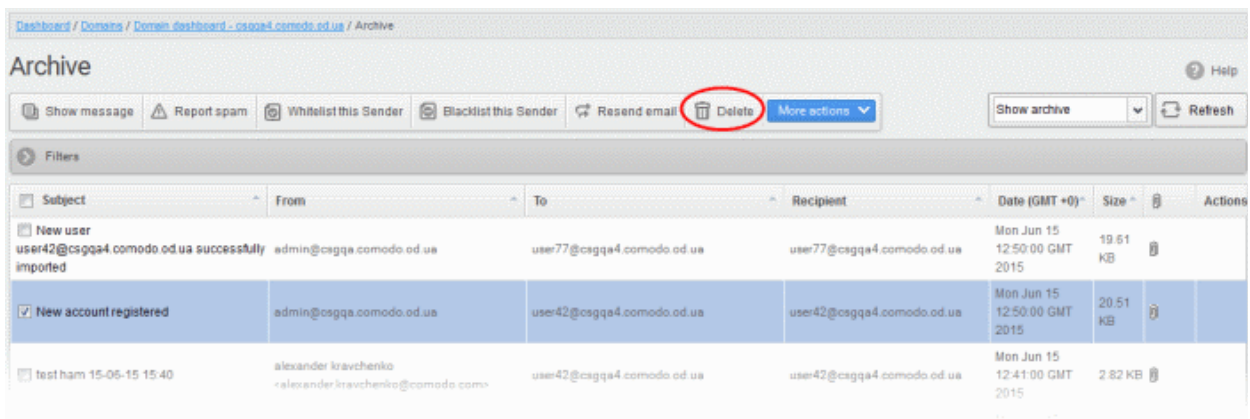 Dashboard / Domains / Domain dashboard - csgqa4.comodo.od.ua / Archive
Archive
Help
Show message Report spam Whitelist this Sender Blacklist this Sender Resend email Delete More actions Show archive Refresh
Filters
Subject From To Recipient Date (GMT +0) Size Actions
New user
user42@csgqa4.comodo.od.ua successfully
imported
admin@csgqa.comodo.od.ua
user77@csgqa4.comodo.od.ua
user77@csgqa4.comodo.od.ua
Mon Jun 15
12:50:00 GMT
2015
19.61
KB
New account registered
admin@csgqa.comodo.od.ua
user42@csgqa4.comodo.od.ua
user42@csgqa4.comodo.od.ua
Mon Jun 15
12:50:00 GMT
2015
20.51
KB
test ham 15-06-15 15:40
alexander kravchenko
<alexander.kravchenko@comodo.com>
user42@csgqa4.comodo.od.ua
user42@csgqa4.comodo.od.ua
Mon Jun 15
12:41:00 GMT
2015
2.82 KB